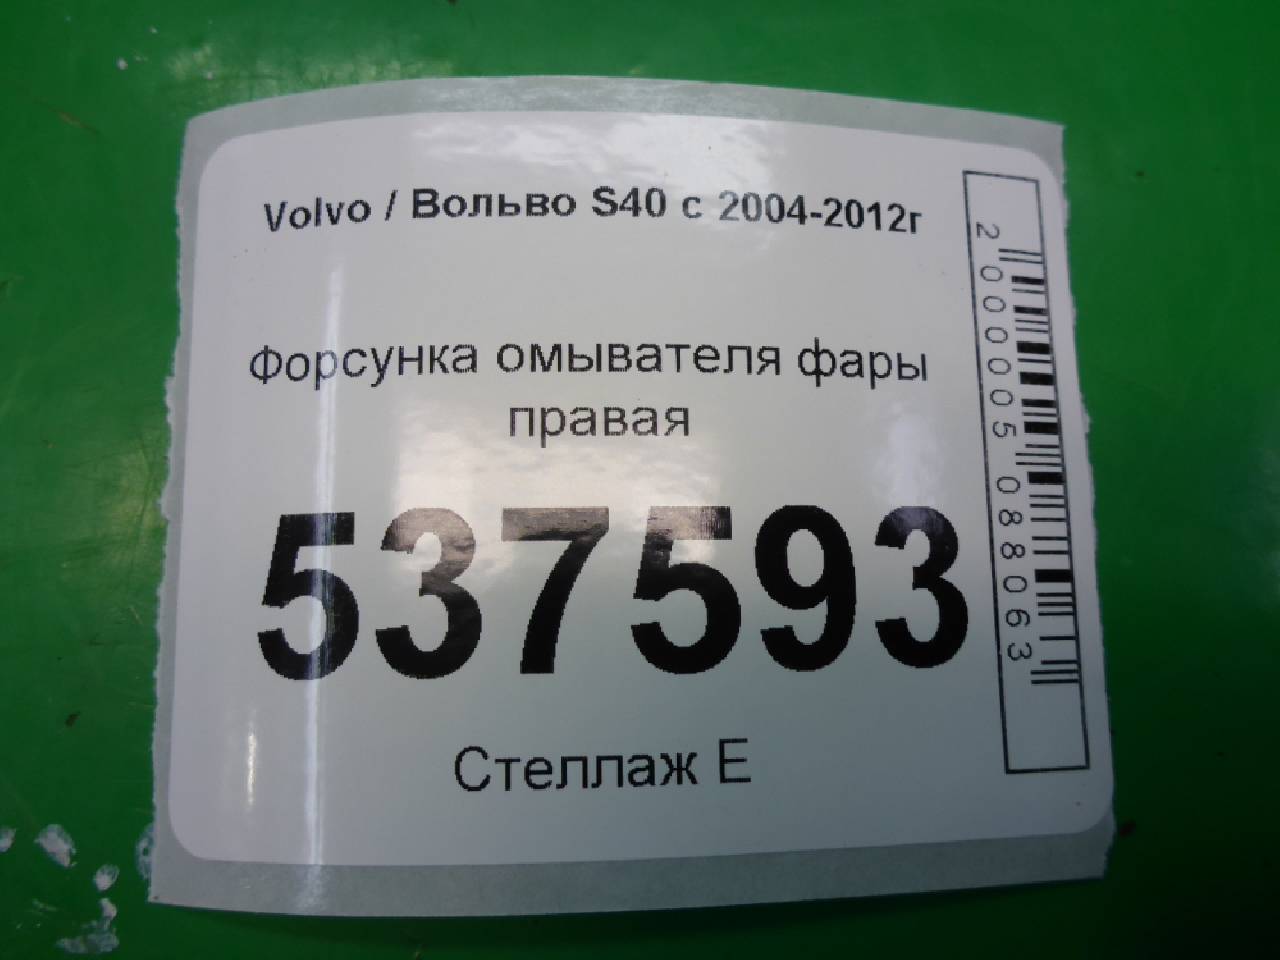 Volvo / Вольво S40 с 2004-2012г
Форсунка омывателя фары
правая
537593
Стеллаж Е
2000005088063